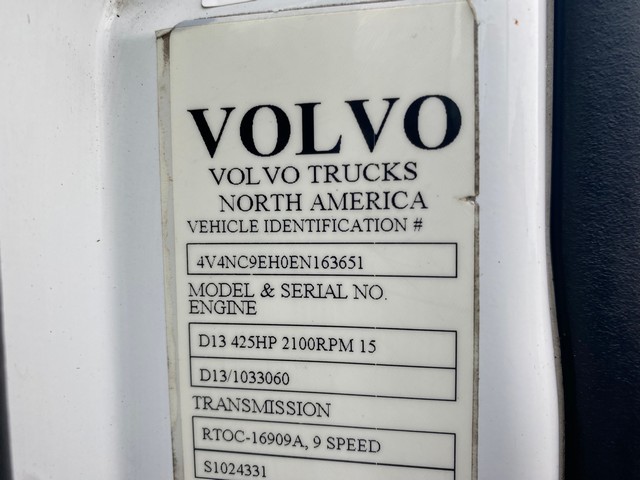 VOLVO
VOLVO TRUCKS
NORTH AMERICA
VEHICLE IDENTIFICATION #
4V4NC9EH0EN163651
MODEL & SERIAL NO.
ENGINE
D13 425HP 2100RPM 15
D13/1033060
TRANSMISSION
RTOC-16909A, 9 SPEED
S1024331